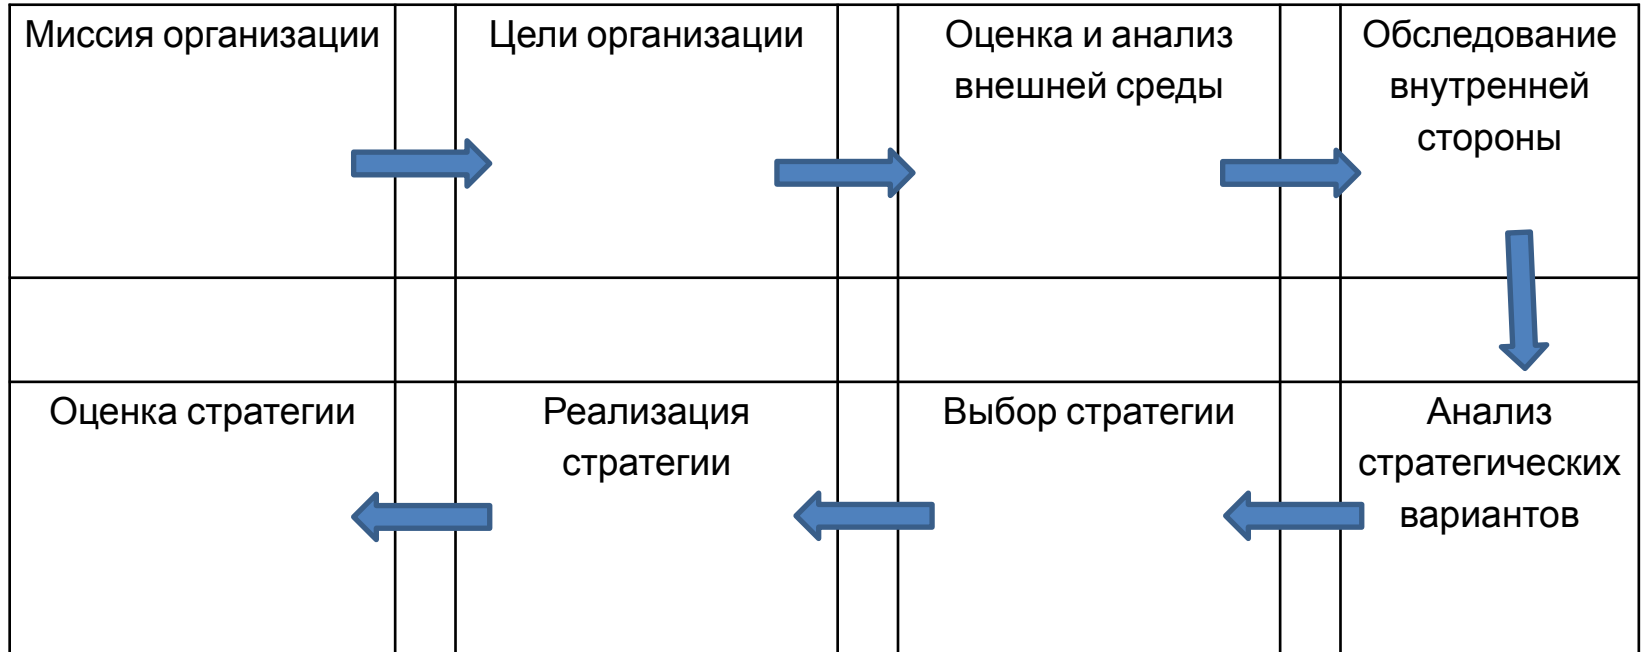 Миссия организации
Цели организации
Оценка и анализ
внешней среды
Обследование
внутренней
стороны
Оценка стратегии
Реализация
стратегии
Выбор стратегии
Анализ
стратегических
вариантов